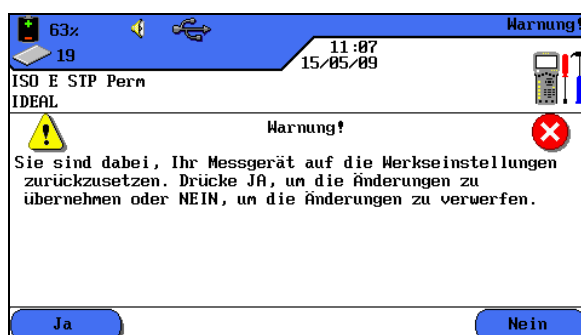 63% Warnung!
19 11:07
15/05/09
ISO E STP Perm
IDEAL
Warnung!
Sie sind dabei, Ihr Messgerät auf die Werkseinstellungen
zurückzusetzen. Drücke JA, um die Änderungen zu
übernehmen oder NEIN, um die Änderungen zu verwerfen.
Ja Nein